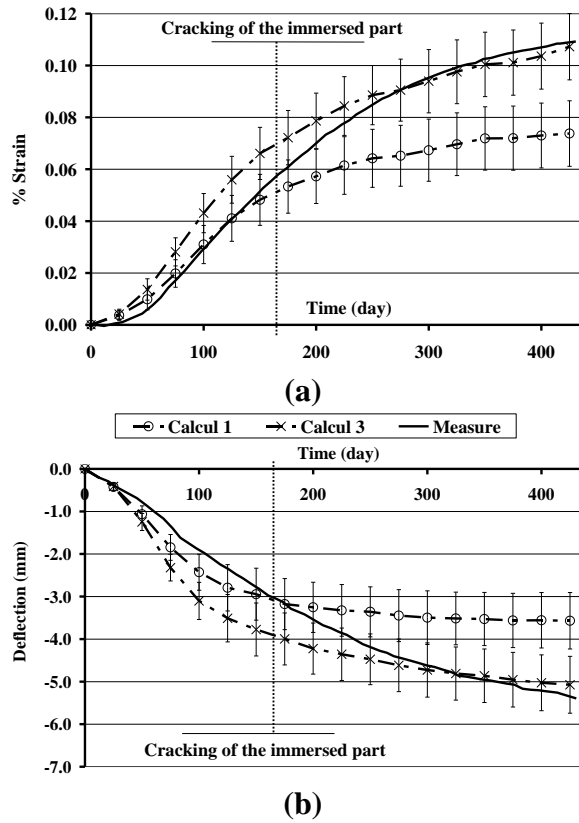 Cracking of the immersed part
0.12
0.10
0.08
0.06
0.04
0.02
0.00
% Strain
Time (day)
0 100 200 300 400
(a)
Calcul 1 Calcul 3 Measure
Time (day)
0 100 200 300 400
0.0
-1.0
-2.0
-3.0
-4.0
-5.0
-6.0
-7.0
Deflection (mm)
Cracking of the immersed part
(b)